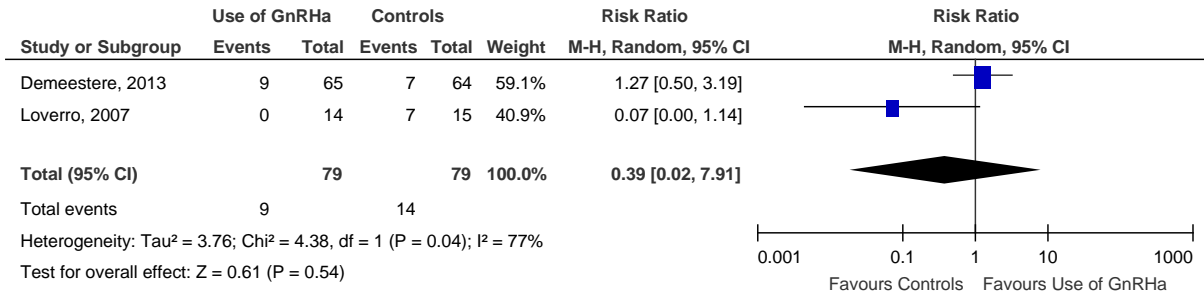 Use of GnRHa Controls Risk Ratio Risk Ratio
Study or Subgroup Events Total Events Total Weight M-H, Random, 95% CI M-H, Random, 95% CI
Demeestere, 2013 9 65 7 64 59.1% 1.27 [0.50, 3.19]
Loverro, 2007 0 14 7 15 40.9% 0.07 [0.00, 1.14]
Total (95% CI) 79 79 100.0% 0.39 [0.02, 7.91]
Total events 9 14
Heterogeneity: Tau² = 3.76; Chi² = 4.38, df = 1 (P = 0.04); I² = 77%
Test for overall effect: Z = 0.61 (P = 0.54)
0.001 0.1 1 10 1000
Favours Controls Favours Use of GnRHa